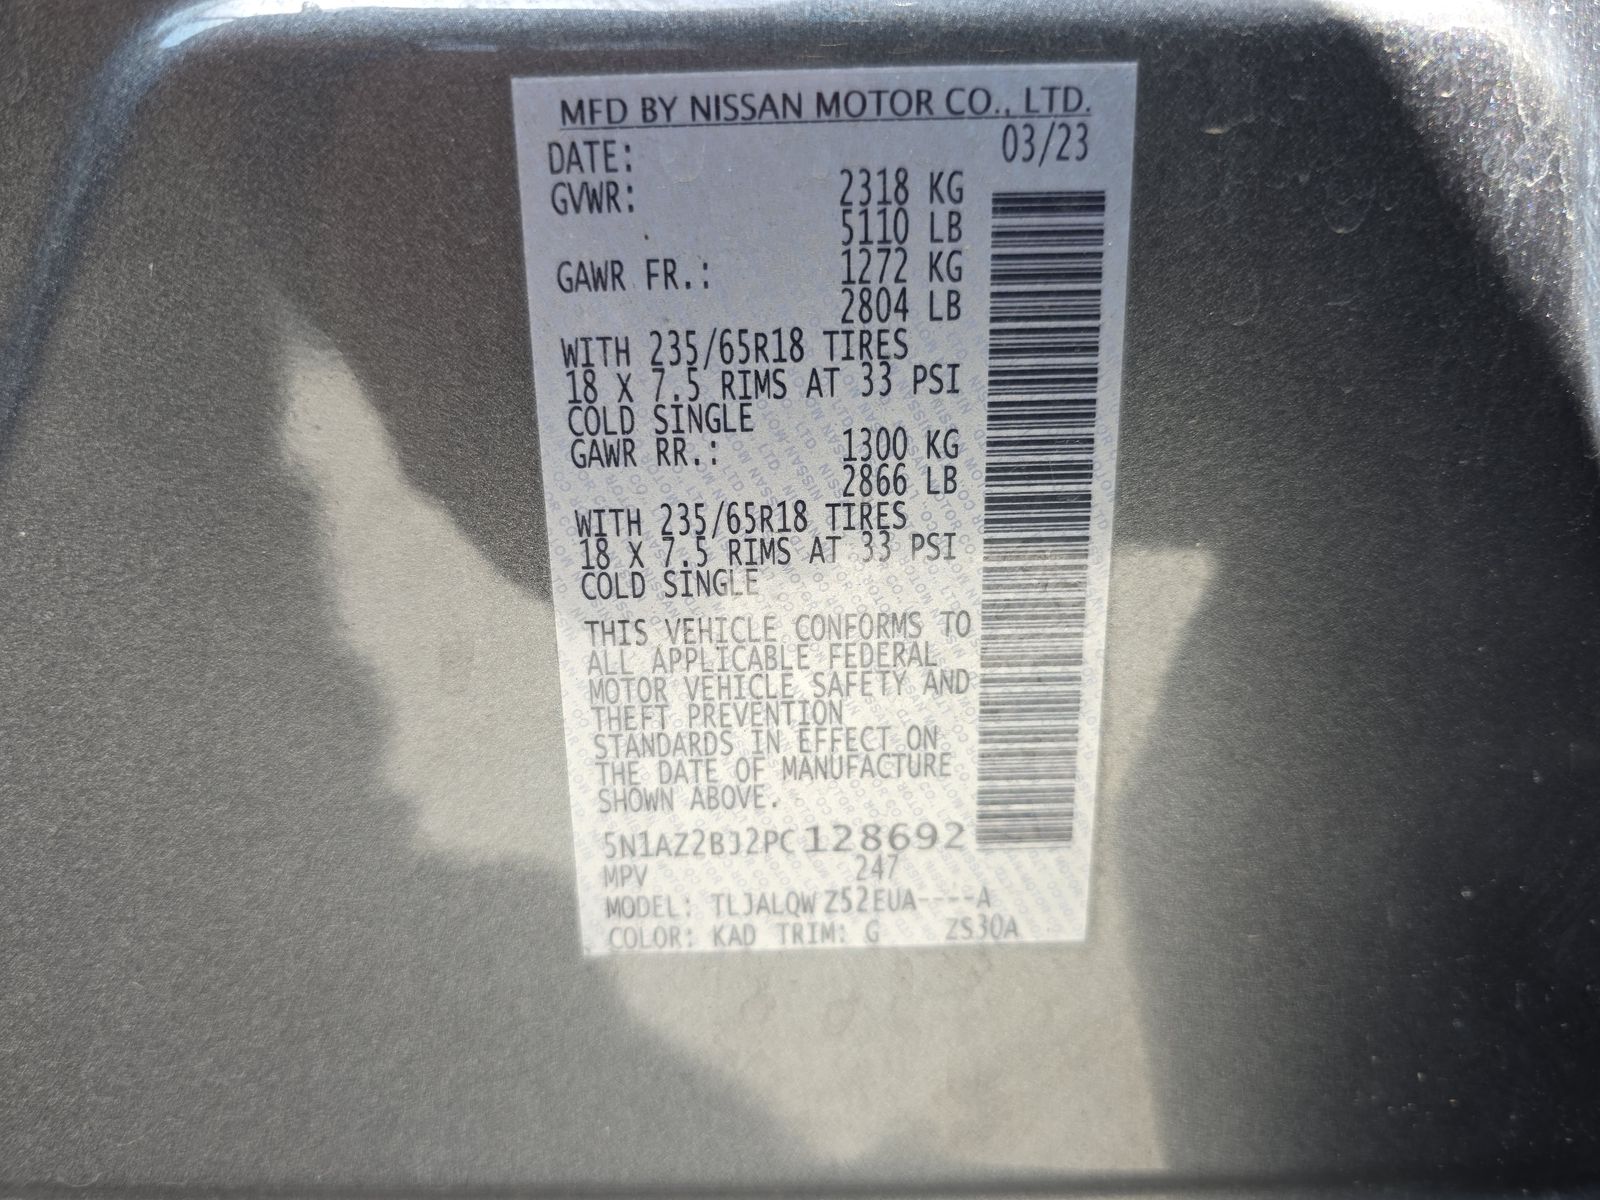 MFD BY NISSAN MOTOR CO., LTD.
DATE: 03/23
GVWR: 2318 KG
5110 LB
GAWR FR.: 1272 KG
2804 LB
WITH 235/65R18 TIRES
18 X 7.5 RIMS AT 33 PSI
COLD SINGLE
GAWR RR.: 1300 KG
2866 LB
WITH 235/65R18 TIRES
18 X 7.5 RIMS AT 33 PSI
COLD SINGLE
THIS VEHICLE CONFORMS TO
ALL APPLICABLE FEDERAL
MOTOR VEHICLE SAFETY AND
THEFT PREVENTION
STANDARDS IN EFFECT ON
THE DATE OF MANUFACTURE
SHOWN ABOVE.
5N1AZ2BJ2PC128692
MPV 247
MODEL: TLJALQW Z52EUA----A
COLOR: KAD TRIM: G ZS30A